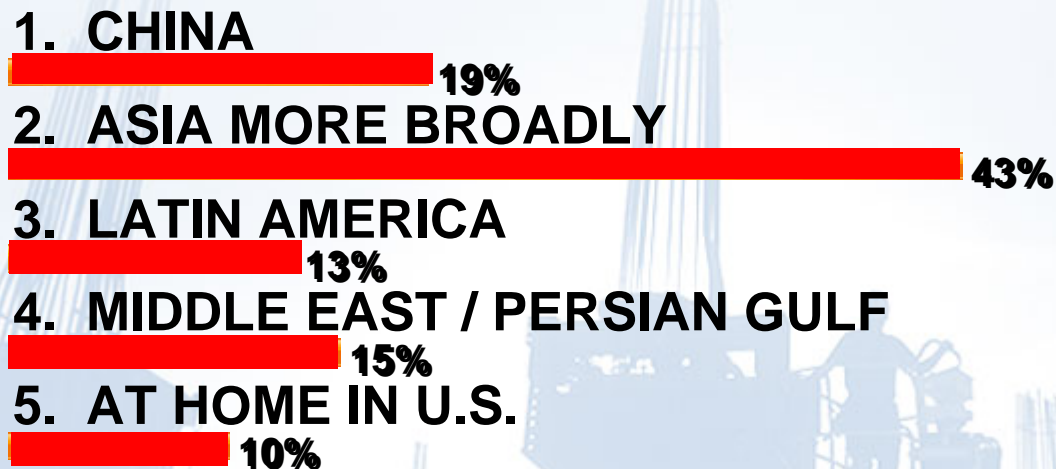 1. CHINA
19%
2. ASIA MORE BROADLY
43%
3. LATIN AMERICA
13%
4. MIDDLE EAST / PERSIAN GULF
15%
5. AT HOME IN U.S.
10%